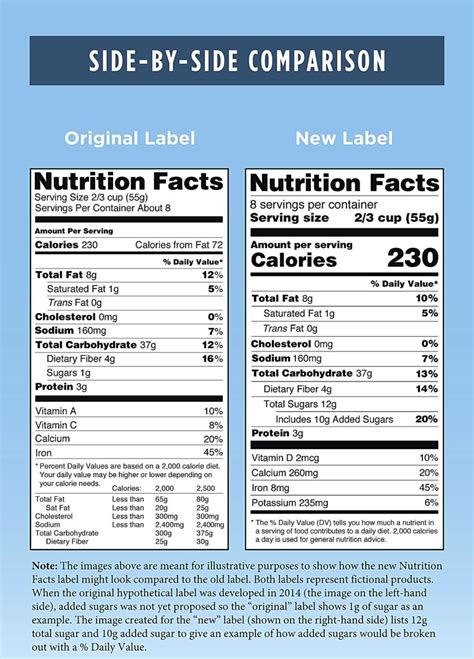 SIDE-BY-SIDE COMPARISON
Original Label
Nutrition Facts
Serving Size 2/3 cup (55g)
Servings Per Container About 8
Amount Per Serving
Calories 230 Calories from Fat 72
% Daily Value*
Total Fat 8g 12%
Saturated Fat 1g 5%
Trans Fat 0g
Cholesterol 0mg 0%
Sodium 160mg 7%
Total Carbohydrate 37g 12%
Dietary Fiber 4g 16%
Sugars 1g
Protein 3g
Vitamin A 10%
Vitamin C 8%
Calcium 20%
Iron 45%
* Percent Daily Values are based on a 2,000 calorie diet.
Your daily value may be higher or lower depending on
your calorie needs.
Calories: 2,000 2,500
Total Fat Less than 65g 80g
Sat Fat Less than 20g 25g
Cholesterol Less than 300mg 300mg
Sodium Less than 2,400mg 2,400mg
Total Carbohydrate 300g 375g
Dietary Fiber 25g 30g
New Label
Nutrition Facts
8 servings per container
Serving size 2/3 cup (55g)
Amount per serving
Calories 230
% Daily Value*
Total Fat 8g 10%
Saturated Fat 1g 5%
Trans Fat 0g
Cholesterol 0mg 0%
Sodium 160mg 7%
Total Carbohydrate 37g 13%
Dietary Fiber 4g 14%
Total Sugars 12g
Includes 10g Added Sugars 20%
Protein 3g
Vitamin D 2mcg 10%
Calcium 260mg 20%
Iron 8mg 45%
Potassium 235mg 6%
* The % Daily Value (DV) tells you how much a nutrient in
a serving of food contributes to a daily diet. 2,000 calories
a day is used for general nutrition advice.
Note: The images above are meant for illustrative purposes to show how the new Nutrition
Facts label might look compared to the old label. Both labels represent fictional products.
When the original hypothetical label was developed in 2014 (the image on the left-hand
side), added sugars was not yet proposed so the “original” label shows 1g of sugar as an
example. The image created for the “new” label (shown on the right-hand side) lists 12g
total sugar and 10g added sugar to give an example of how added sugars would be broken
out with a % Daily Value.